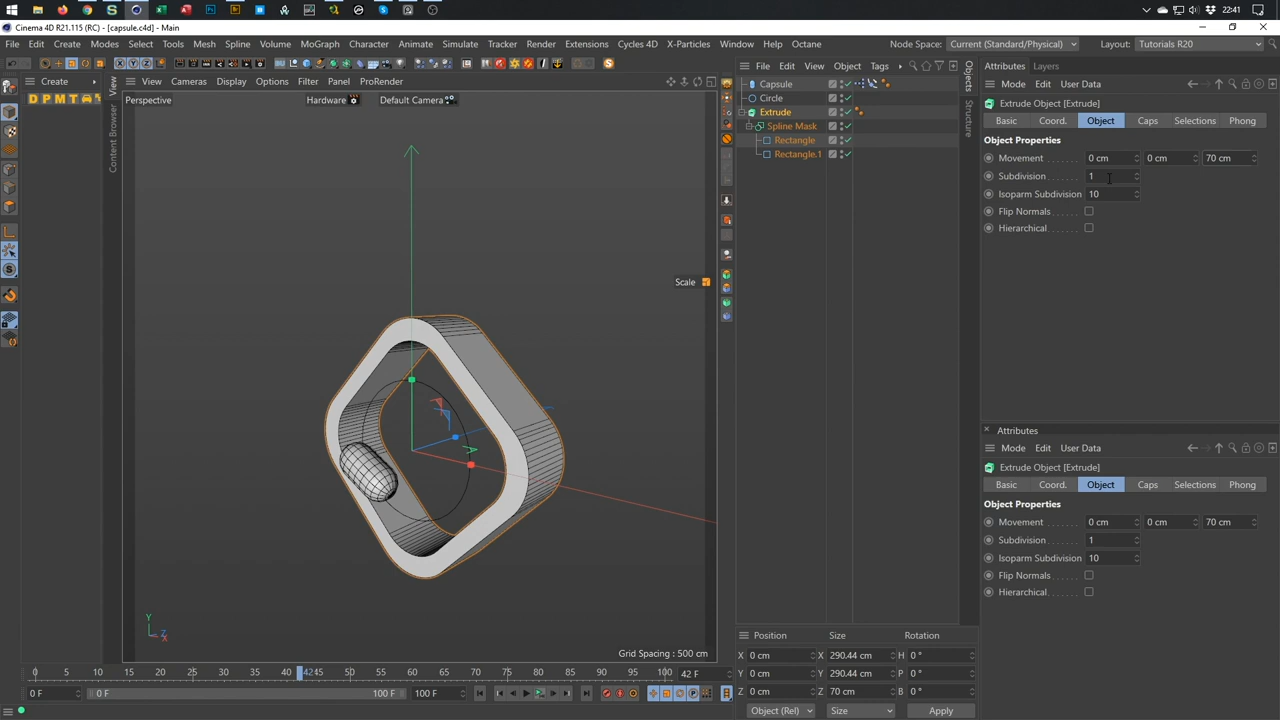 22:41
Cinema 4D R21.115 (RC) - [capsule.c4d] - Main
File Edit Create Modes Select Tools Mesh Spline Volume MoGraph Character Animate Simulate Tracker Render Extensions Cycles 4D X-Particles Window Help Octane Node Space: Current (Standard/Physical) Layout: Tutorials R20
Create View Cameras Display Options Filter Panel ProRender
File Edit View Object Tags
Attributes Layers
Mode Edit User Data
D P M T
Perspective Hardware Default Camera
View
Content Browser
Objects
Structure
Capsule
Circle
Extrude
Spline Mask
Rectangle
Rectangle.1
Extrude Object [Extrude]
Basic Coord. Object Caps Selections Phong
Object Properties
Movement 0 cm 0 cm 70 cm
Subdivision 1
Isoparm Subdivision 10
Flip Normals
Hierarchical
Scale
Attributes
Mode Edit User Data
Extrude Object [Extrude]
Basic Coord. Object Caps Selections Phong
Object Properties
Movement 0 cm 0 cm 70 cm
Subdivision 1
Isoparm Subdivision 10
Flip Normals
Hierarchical
Y
Z
X
Grid Spacing : 500 cm
0 5 10 15 20 25 30 35 40 42 45 50 55 60 65 70 75 80 85 90 95 100 42 F
0 F 0 F 100 F 100 F
Position Size Rotation
X 0 cm X 290.44 cm H 0 °
Y 0 cm Y 290.44 cm P 0 °
Z 0 cm Z 70 cm B 0 °
Object (Rel) Size Apply